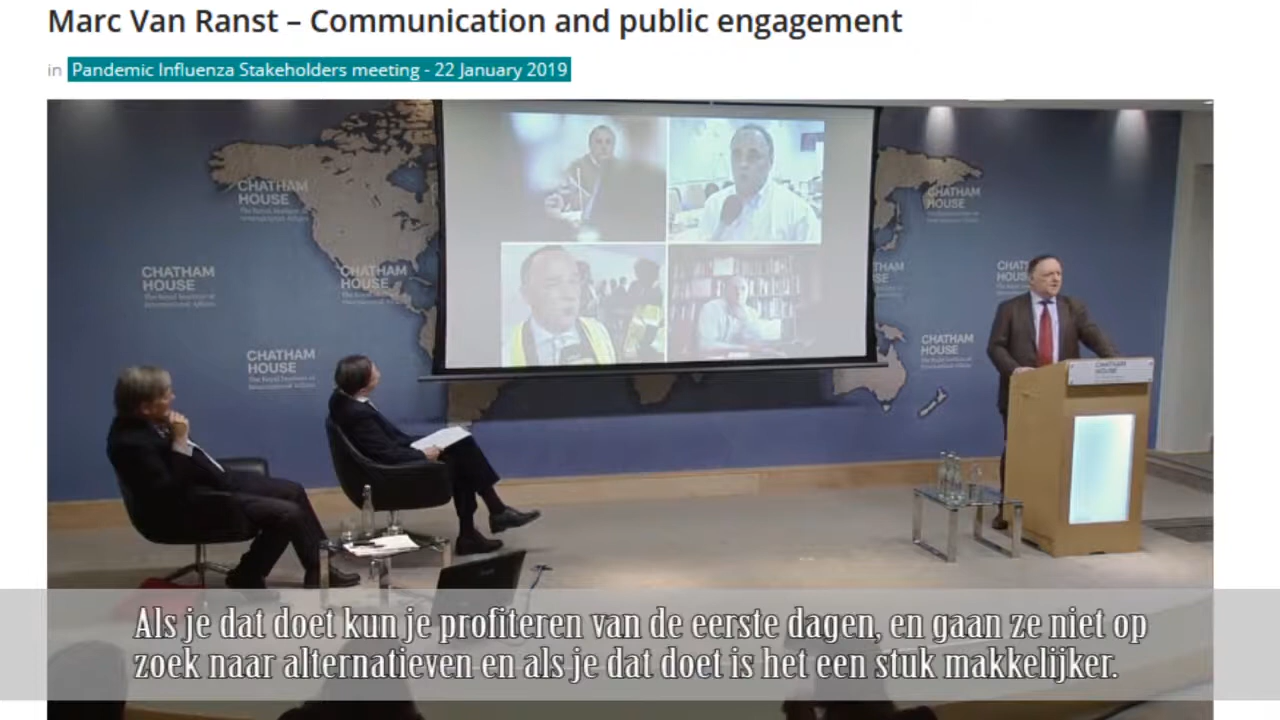 Marc Van Ranst – Communication and public engagement
in Pandemic Influenza Stakeholders meeting - 22 January 2019
CHATHAM
HOUSE
CHATHAM
HOUSE
CHATHAM
HOUSE
CHATHAM
HOUSE
CHATHAM
HOUSE
CHATHAM
HOUSE
CHATHAM
HOUSE
Als je dat doet kun je profiteren van de eerste dagen, en gaan ze niet op
zoek naar alternatieven en als je dat doet is het een stuk makkelijker.